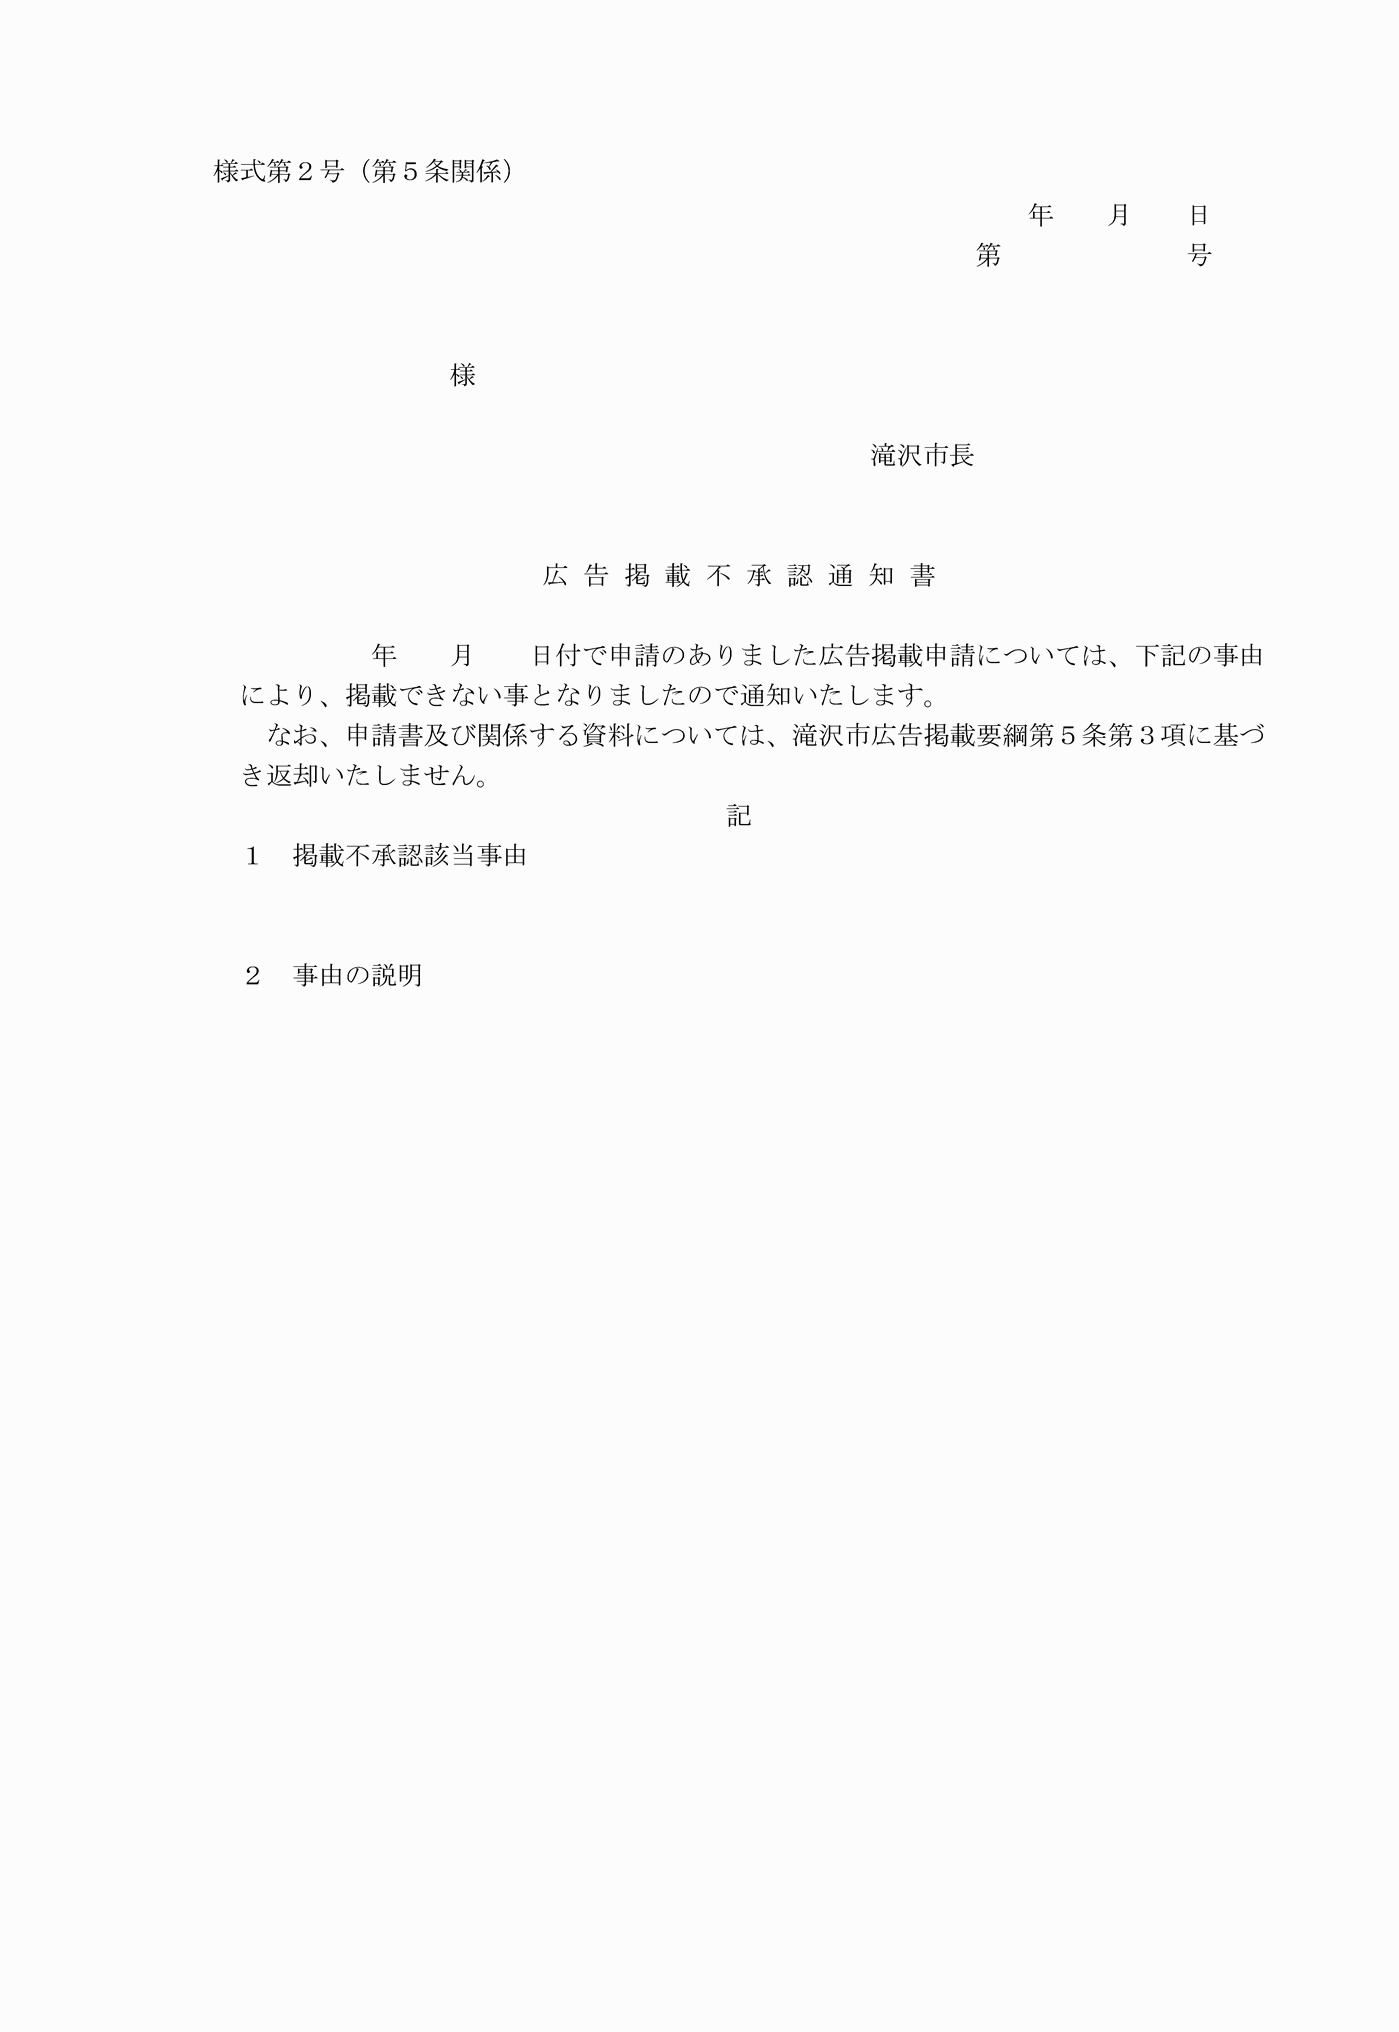 様式第２号（第５条関係）
年　　月　　日
第　　　　　　　号
様
滝沢市長
広 告 掲 載 不 承 認 通 知 書
年　　月　　日付で申請のありました広告掲載申請については、下記の事由
により、掲載できない事となりましたので通知いたします。
なお、申請書及び関係する資料については、滝沢市広告掲載要綱第５条第３項に基づ
き返却いたしません。
記
１　掲載不承認該当事由
２　事由の説明